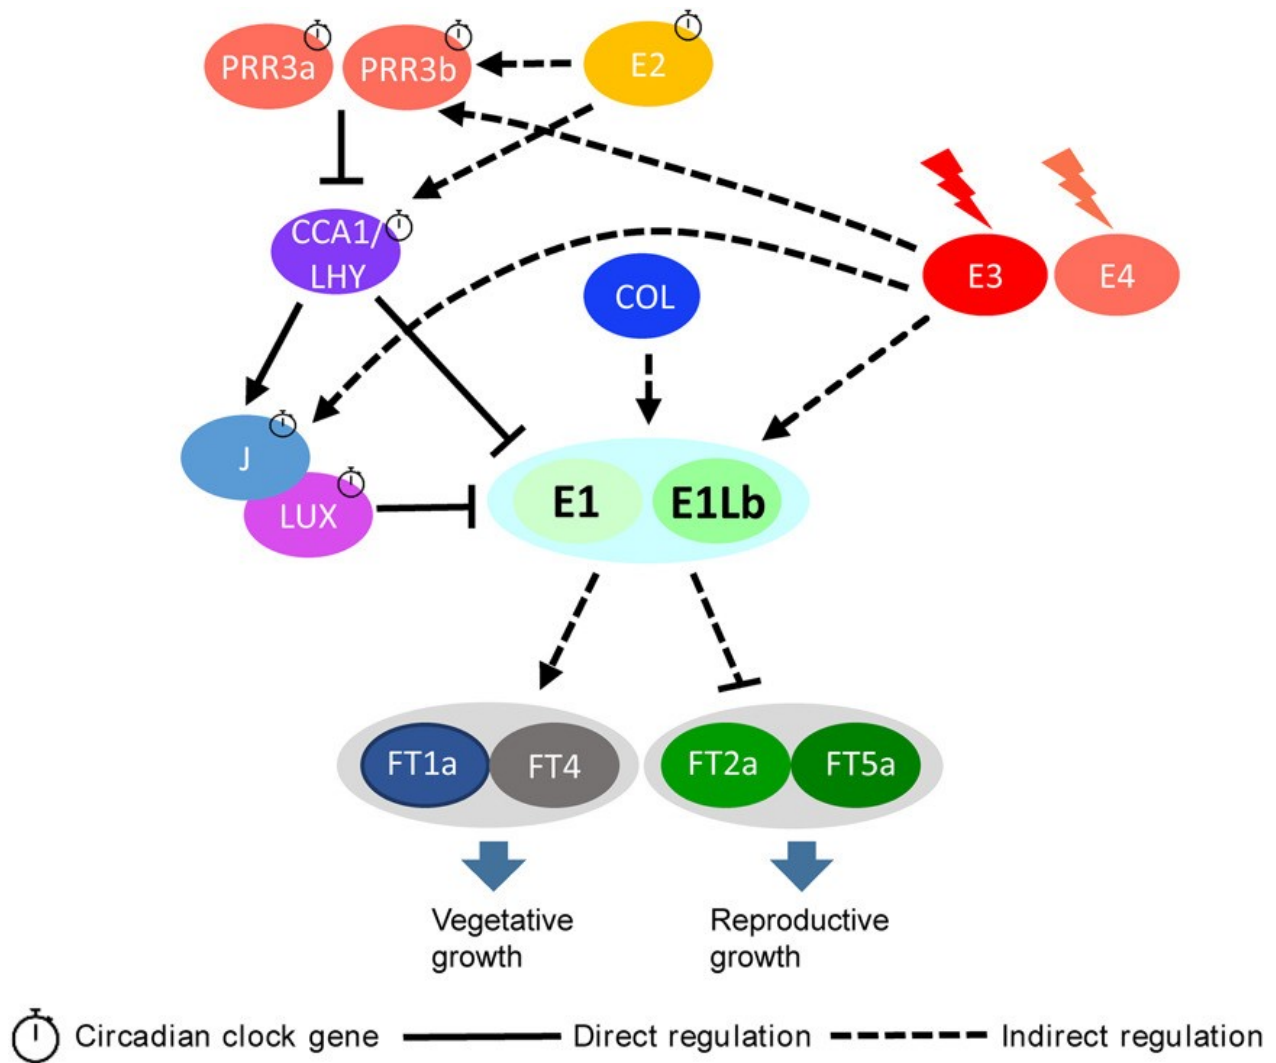 PRR3a
PRR3b
E2
CCA1/
LHY
COL
E3
E4
J
LUX
E1
E1Lb
FT1a
FT4
FT2a
FT5a
Vegetative
growth
Reproductive
growth
Circadian clock gene
Direct regulation
Indirect regulation